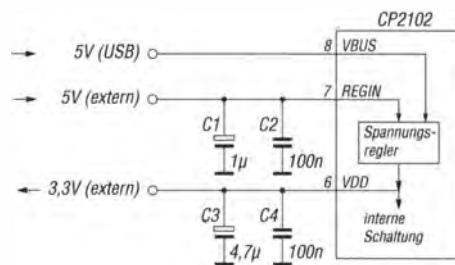 CP2102
5V (USB)
8 VBUS
5V (extern)
7 REGIN
C1
C2
1µ
100n
Spannungs-
regler
3,3V (extern)
6 VDD
C3
C4
4,7µ
100n
interne
Schaltung